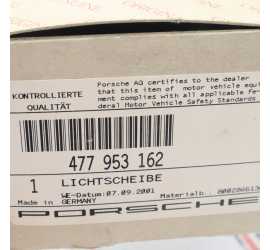 Porsche AG certifies to the dealer
that this item of motor vehicle equi
ment complies with all applicable Fe
deral Motor Vehicle Safety Standards.
KONTROLLIERTE
QUALITÄT
477 953 162
1 LICHTSCHEIBE
WE-Datum:07.09.2001
Made in GERMANY
Materialb.
PORSCHE